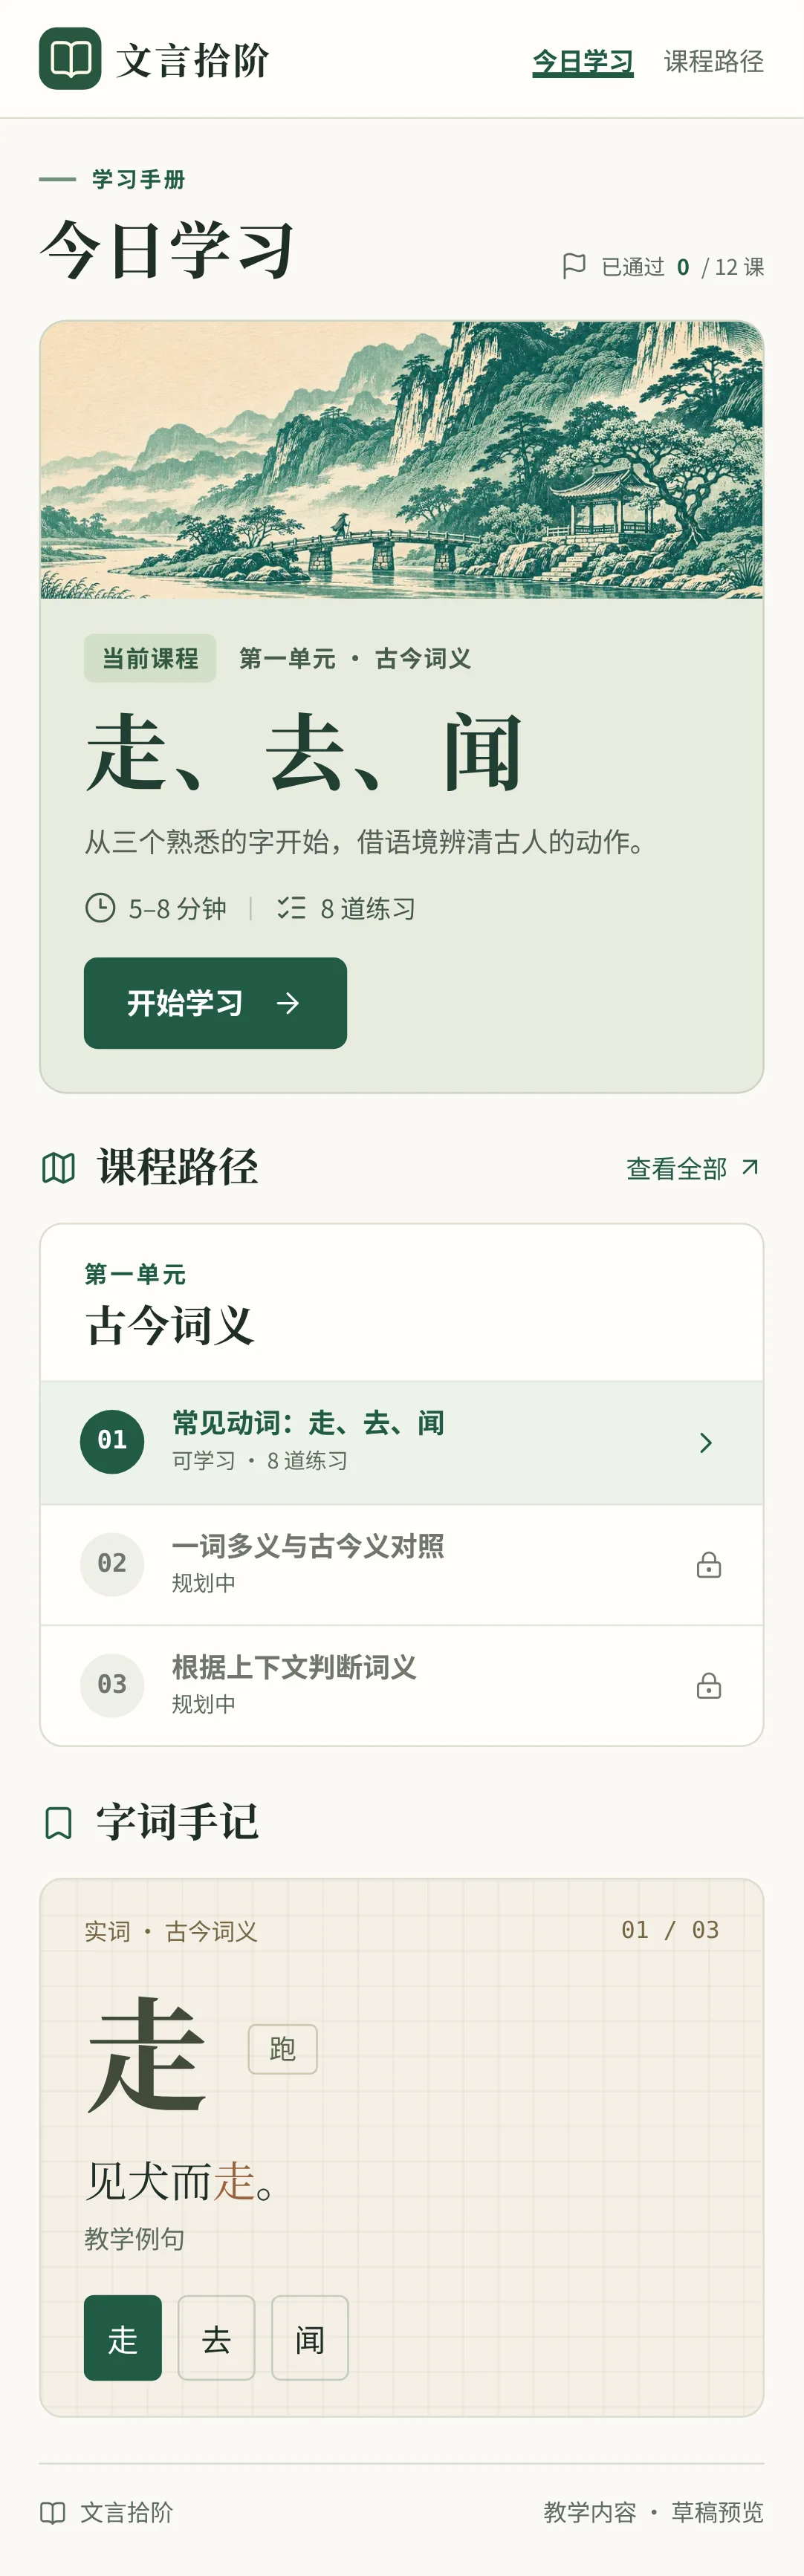 文言拾阶
今日学习 课程路径
学习手册
今日学习
已通过 0 / 12 课
当前课程 第一单元 · 古今词义
走、去、闻
从三个熟悉的字开始，借语境辨清古人的动作。
5–8 分钟 8 道练习
开始学习 →
课程路径
查看全部
第一单元
古今词义
01 常见动词：走、去、闻
可学习 · 8 道练习
02 一词多义与古今义对照
规划中
03 根据上下文判断词义
规划中
字词手记
实词 · 古今词义 01 / 03
走 跑
见犬而走。
教学例句
走 去 闻
文言拾阶 教学内容 · 草稿预览